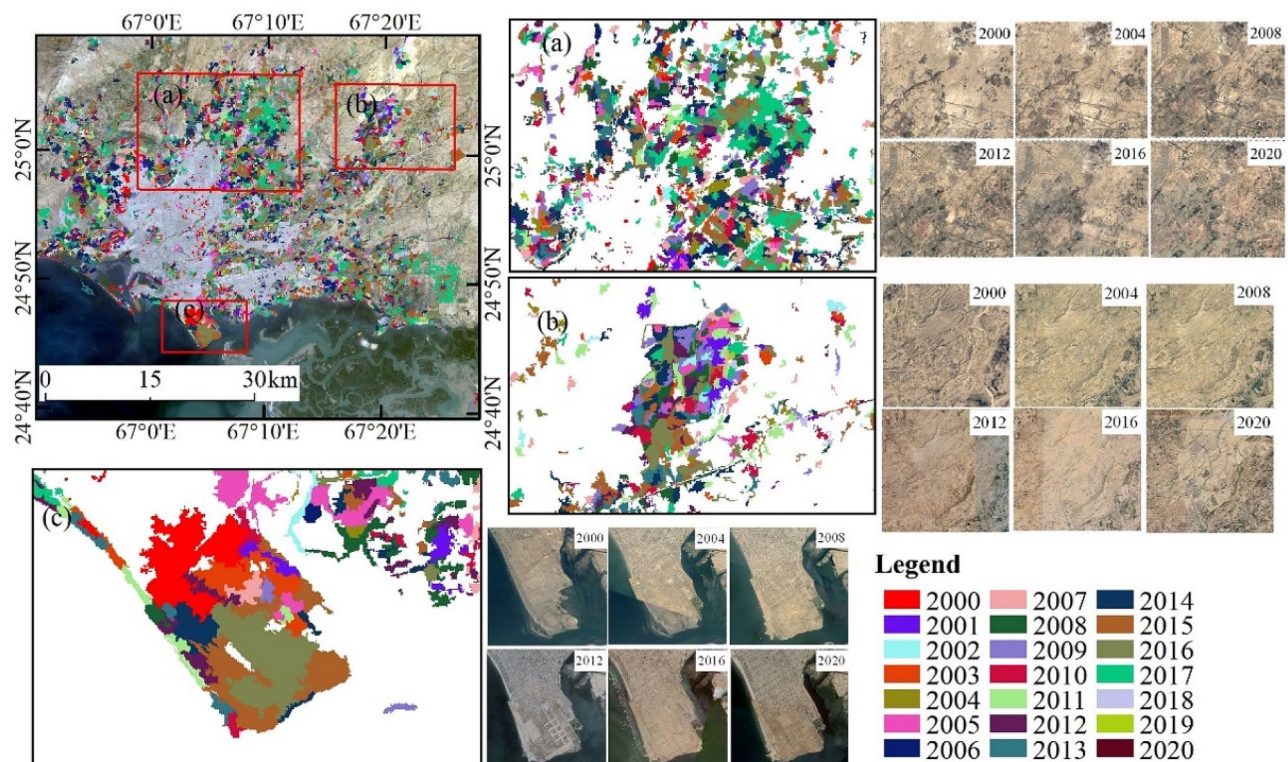 67°0'E 67°20'E
(a)
(b)
(c)
25°0'N
24°50'N
24°40'N
0 15 30km
67°0'E 67°10'E 67°20'E
25°0'N
24°50'N
24°40'N
(a)
(b)
(c)
2000 2004 2008
2012 2016 2020
2000 2004 2008
2012 2016 2020
2000 2004 2008
2012 2016 2020
Legend
2000 2007 2014
2001 2008 2015
2002 2009 2016
2003 2010 2017
2004 2011 2018
2005 2012 2019
2006 2013 2020